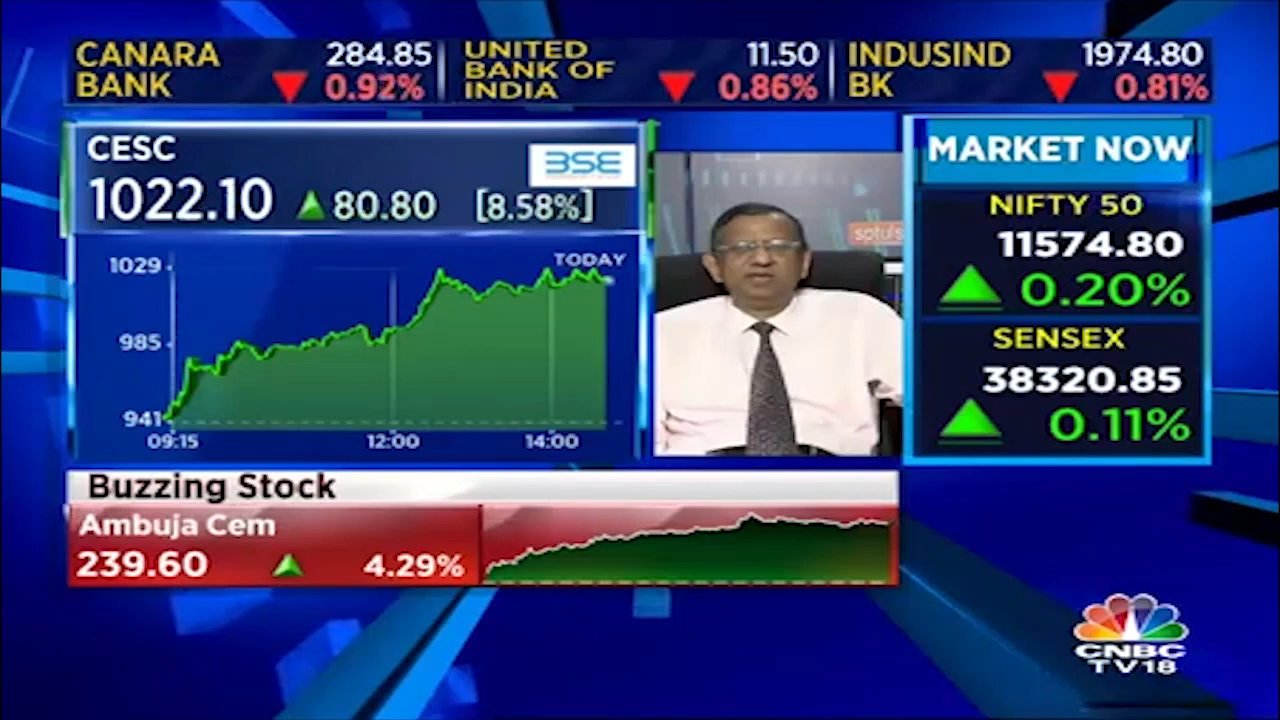 CANARA BANK
284.85
0.92%
UNITED BANK OF INDIA
11.50
0.86%
INDUSIND BK
1974.80
0.81%
CESC
1022.10 80.80 [8.58%]
BSE
TODAY
1029
985
941
09:15 12:00 14:00
sptuls
MARKET NOW
NIFTY 50
11574.80
0.20%
SENSEX
38320.85
0.11%
Buzzing Stock
Ambuja Cem
239.60 4.29%
CNBC
TV18